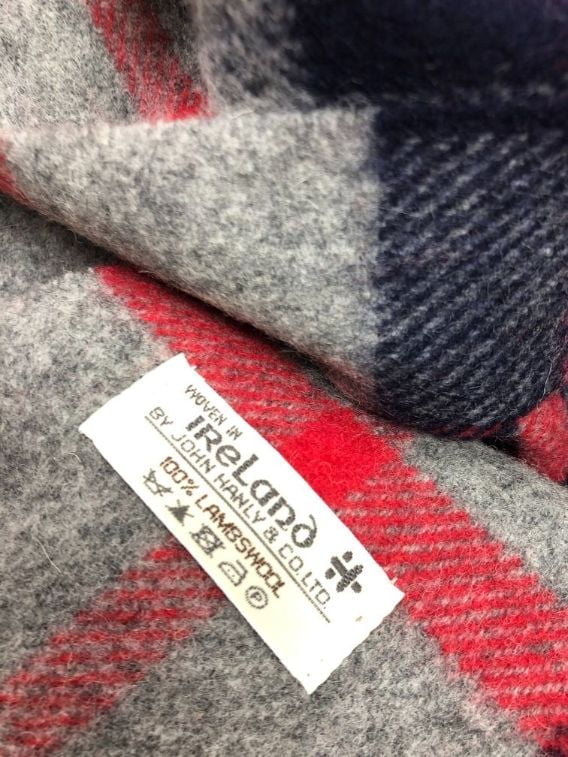 WOVEN IN
IRELAND
BY JOHN HANLY & CO. LTD.
100% LAMBSWOOL
P